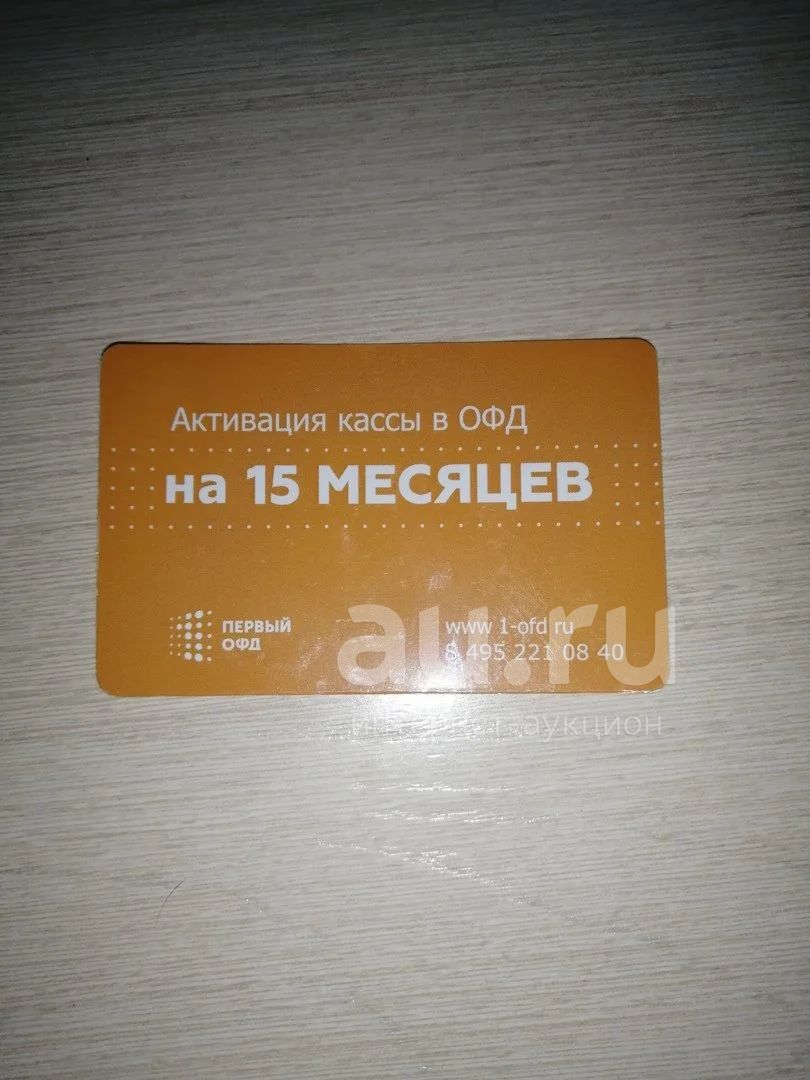 Активация кассы в ОФД
на 15 МЕСЯЦЕВ
ПЕРВЫЙ
ОФД
www 1-ofd ru
8 495 221 08 40
au.ru
интернет-аукцион